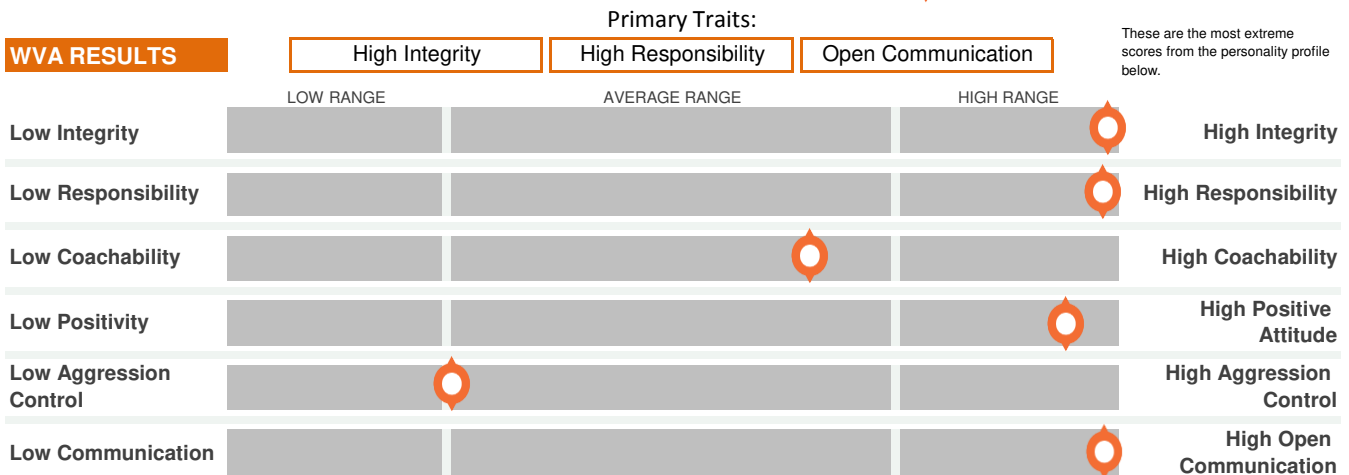 Primary Traits:
These are the most extreme
scores from the personality profile
below.
WVA RESULTS
High Integrity
High Responsibility
Open Communication
LOW RANGE
AVERAGE RANGE
HIGH RANGE
Low Integrity
High Integrity
Low Responsibility
High Responsibility
Low Coachability
High Coachability
Low Positivity
High Positive
Attitude
Low Aggression
Control
High Aggression
Control
Low Communication
High Open
Communication